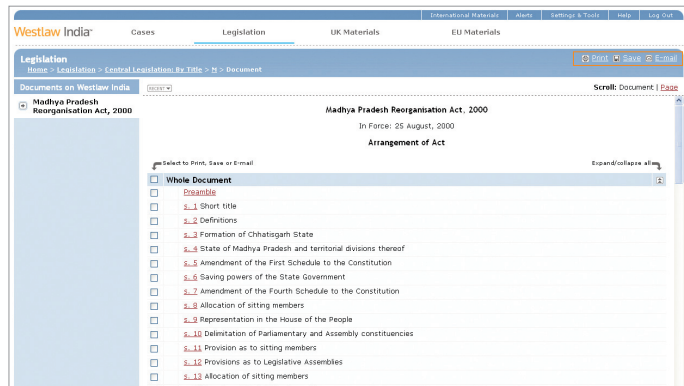 International Materials Alerts Settings & Tools Help Log Out
Westlaw India Cases Legislation UK Materials EU Materials
Legislation
Print Save E-mail
Home > Legislation > Central Legislation: By Title > M > Document
Documents on Westlaw India
RECENT
Scroll: Document | Page
Madhya Pradesh
Reorganisation Act, 2000
Madhya Pradesh Reorganisation Act, 2000
In Force: 25 August, 2000
Arrangement of Act
Select to Print, Save or E-mail
Expand/collapse all
Whole Document
Preamble
s. 1 Short title
s. 2 Definitions
s. 3 Formation of Chhatisgarh State
s. 4 State of Madhya Pradesh and territorial divisions thereof
s. 5 Amendment of the First Schedule to the Constitution
s. 6 Saving powers of the State Government
s. 7 Amendment of the Fourth Schedule to the Constitution
s. 8 Allocation of sitting members
s. 9 Representation in the House of the People
s. 10 Delimitation of Parliamentary and Assembly constituencies
s. 11 Provision as to sitting members
s. 12 Provisions as to Legislative Assemblies
s. 13 Allocation of sitting members